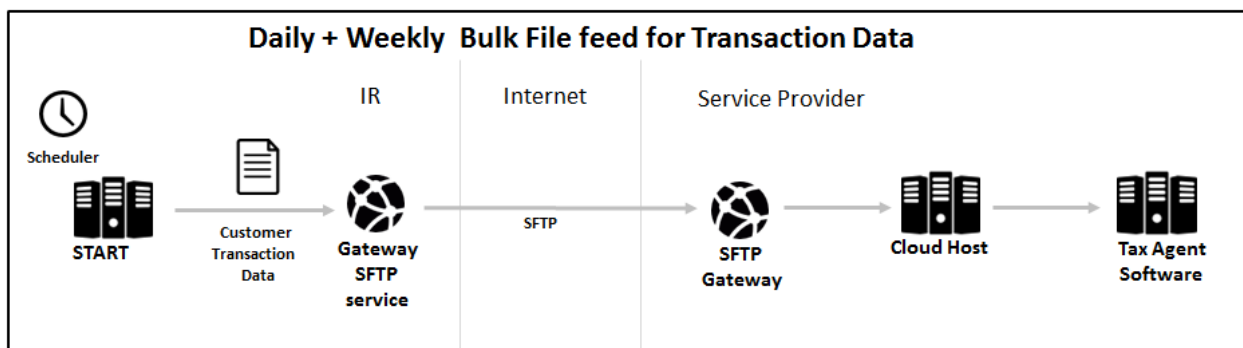 Daily + Weekly  Bulk File feed for Transaction Data
IR
Internet
Service Provider
Scheduler
START
Customer
Transaction
Data
Gateway
SFTP
service
SFTP
SFTP
Gateway
Cloud Host
Tax Agent
Software